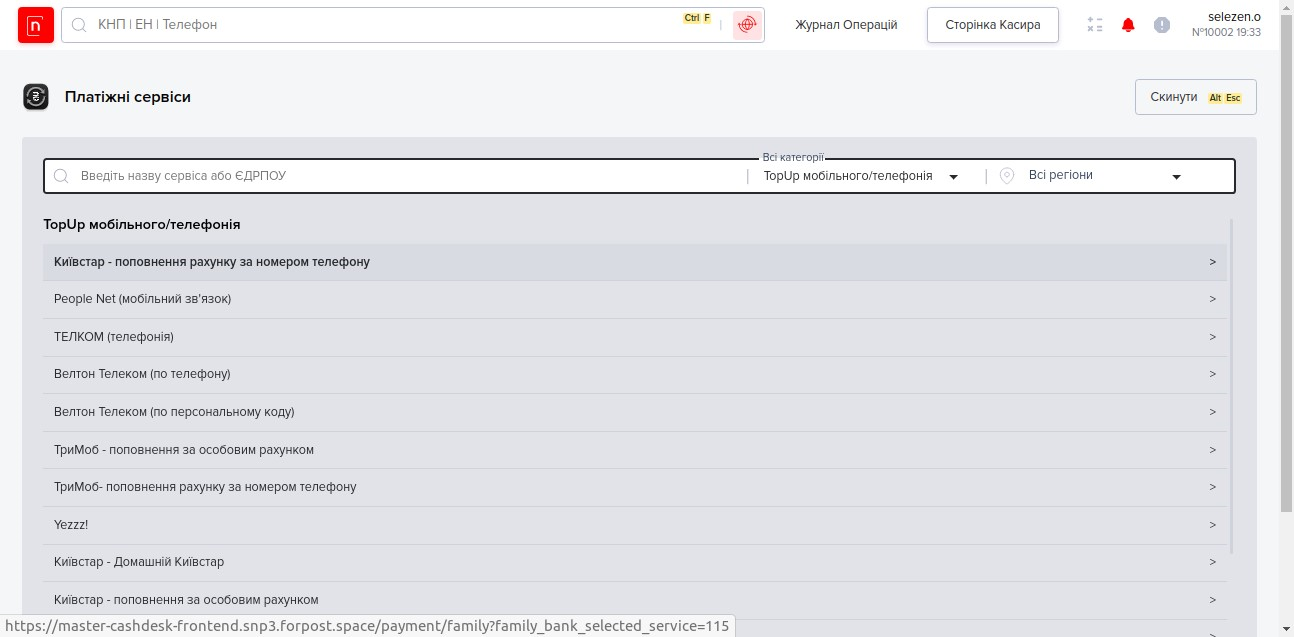 n
КНП | ЕН | Телефон
Ctrl F
Журнал Операцій
Сторінка Касира
selezen.o
№10002 19:33
Платіжні сервіси
Скинути Alt Esc
Введіть назву сервіса або ЄДРПОУ
Всі категорії
TopUp мобільного/телефонія
Всі регіони
TopUp мобільного/телефонія
Київстар - поповнення рахунку за номером телефону >
People Net (мобільний зв'язок) >
ТЕЛКОМ (телефонія) >
Велтон Телеком (по телефону) >
Велтон Телеком (по персональному коду) >
ТриМоб - поповнення за особовим рахунком >
ТриМоб- поповнення рахунку за номером телефону >
Yezzz! >
Київстар - Домашній Київстар >
Київстар - поповнення за особовим рахунком >
https://master-cashdesk-frontend.snp3.forpost.space/payment/family?family_bank_selected_service=115